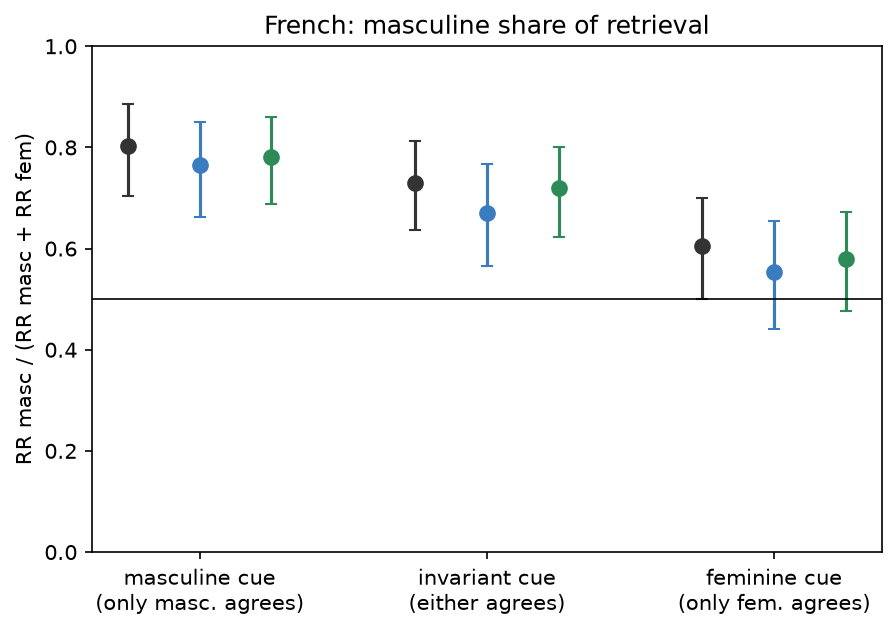 French: masculine share of retrieval
RR masc / (RR masc + RR fem)
1.0
0.8
0.6
0.4
0.2
0.0
masculine cue
(only masc. agrees)
invariant cue
(either agrees)
feminine cue
(only fem. agrees)